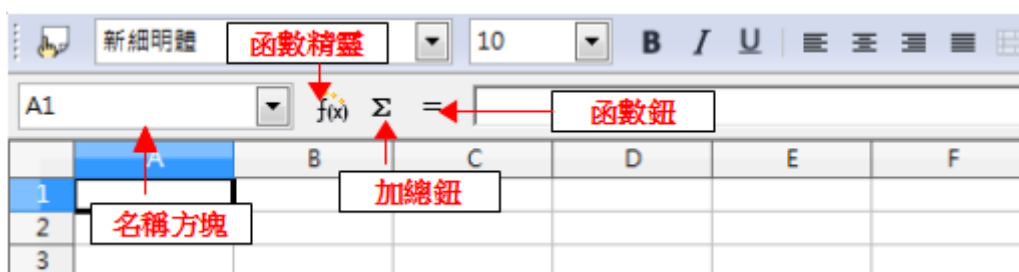 新細明體 函數精靈 10 B I U
A1 f(x) Σ = 函數鈕
A B C D E F
1 加總鈕
2 名稱方塊
3